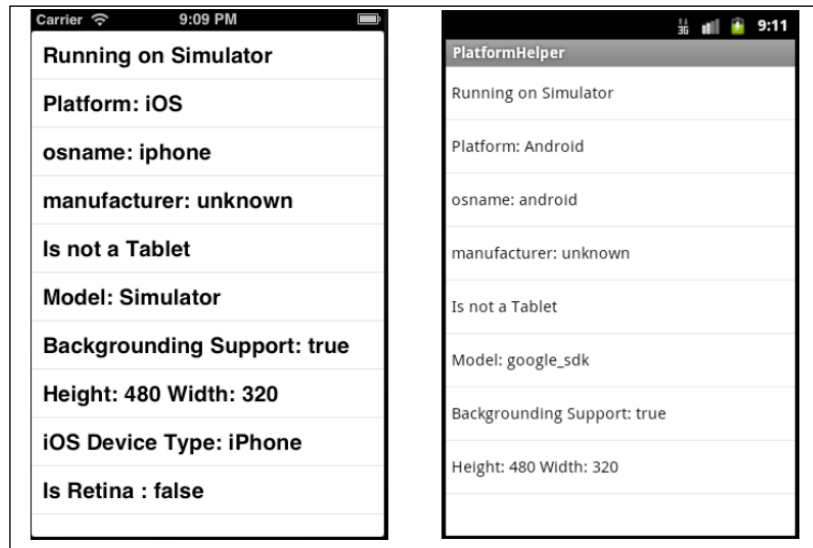 Carrier 9:09 PM
Running on Simulator
Platform: iOS
osname: iphone
manufacturer: unknown
Is not a Tablet
Model: Simulator
Backgrounding Support: true
Height: 480 Width: 320
iOS Device Type: iPhone
Is Retina : false
3G 9:11
PlatformHelper
Running on Simulator
Platform: Android
osname: android
manufacturer: unknown
Is not a Tablet
Model: google_sdk
Backgrounding Support: true
Height: 480 Width: 320